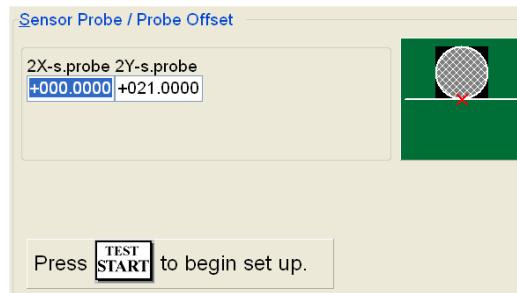 Sensor Probe / Probe Offset
2X-s.probe 2Y-s.probe
+000.0000 +021.0000
Press TEST START to begin set up.